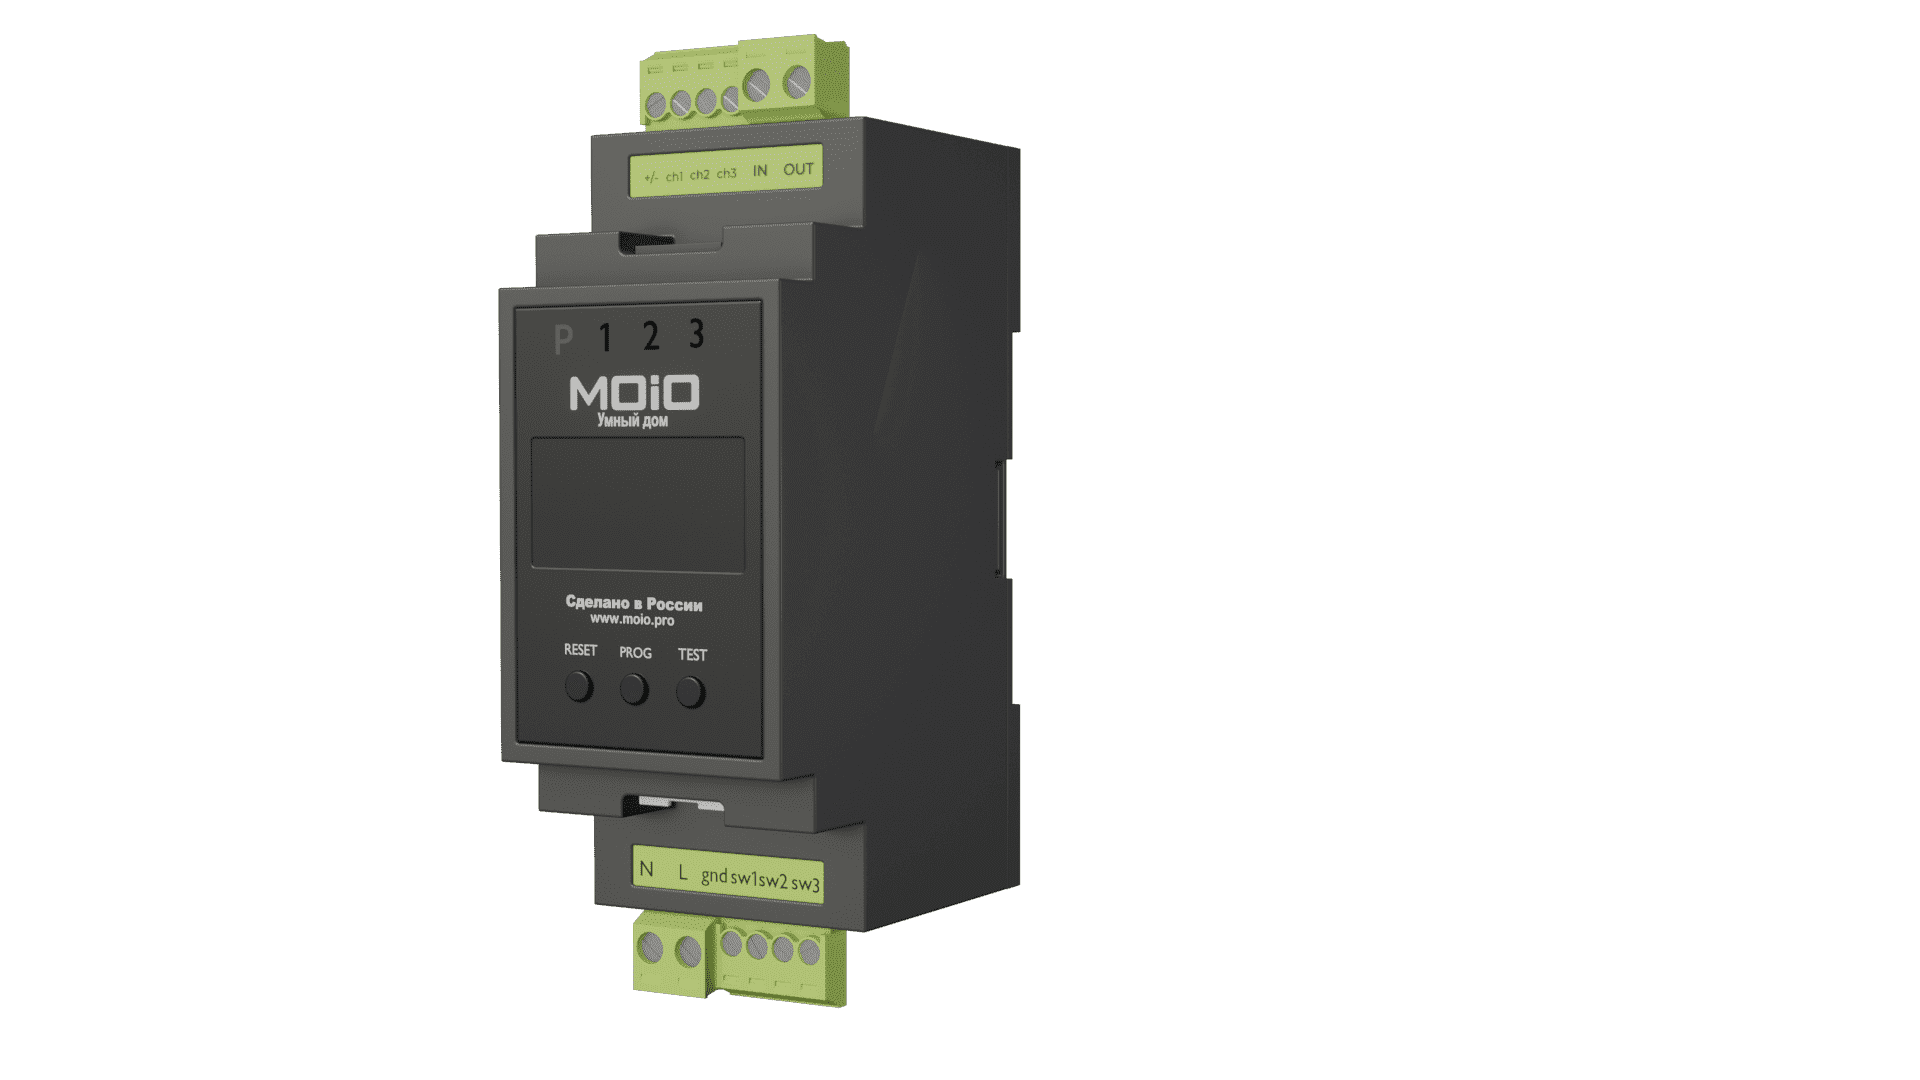 +/- ch1 ch2 ch3 IN OUT
P 1 2 3
MOiO
Умный дом
Сделано в России
www.moio.pro
RESET PROG TEST
N L gnd sw1 sw2 sw3